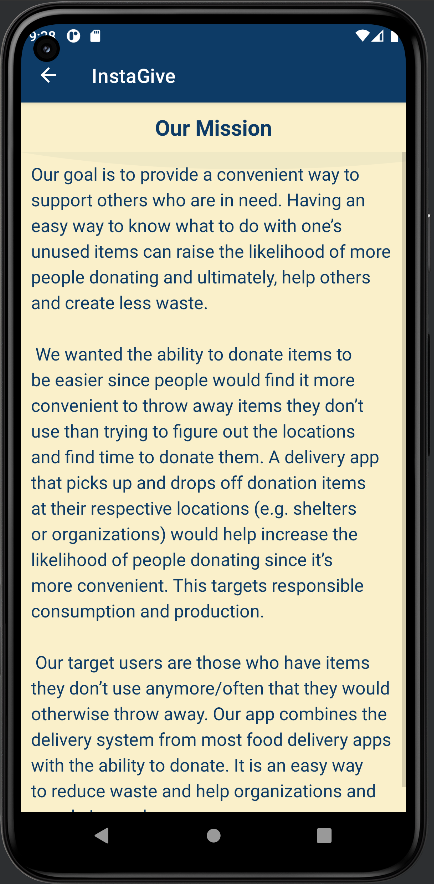 9:28
InstaGive
Our Mission
Our goal is to provide a convenient way to
support others who are in need. Having an
easy way to know what to do with one’s
unused items can raise the likelihood of more
people donating and ultimately, help others
and create less waste.
We wanted the ability to donate items to
be easier since people would find it more
convenient to throw away items they don’t
use than trying to figure out the locations
and find time to donate them. A delivery app
that picks up and drops off donation items
at their respective locations (e.g. shelters
or organizations) would help increase the
likelihood of people donating since it’s
more convenient. This targets responsible
consumption and production.
Our target users are those who have items
they don’t use anymore/often that they would
otherwise throw away. Our app combines the
delivery system from most food delivery apps
with the ability to donate. It is an easy way
to reduce waste and help organizations and